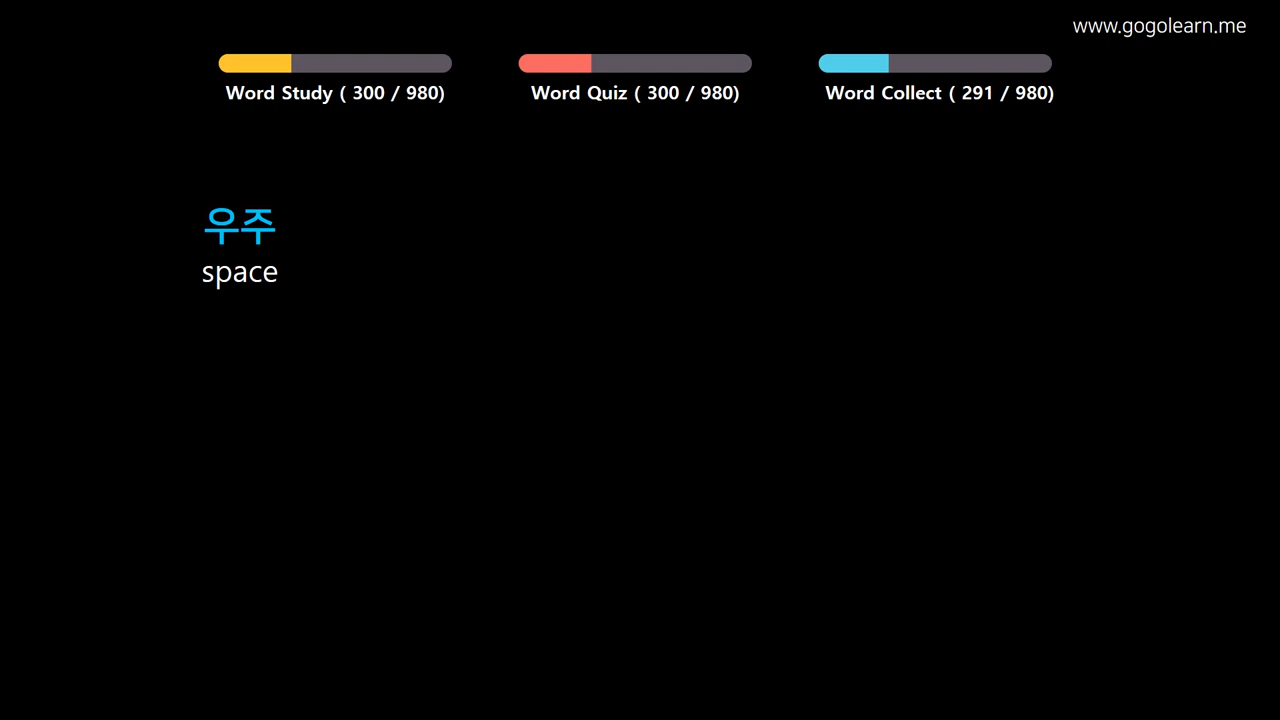 www.gogolearn.me
Word Study ( 300 / 980)
Word Quiz ( 300 / 980)
Word Collect ( 291 / 980)
우주
space